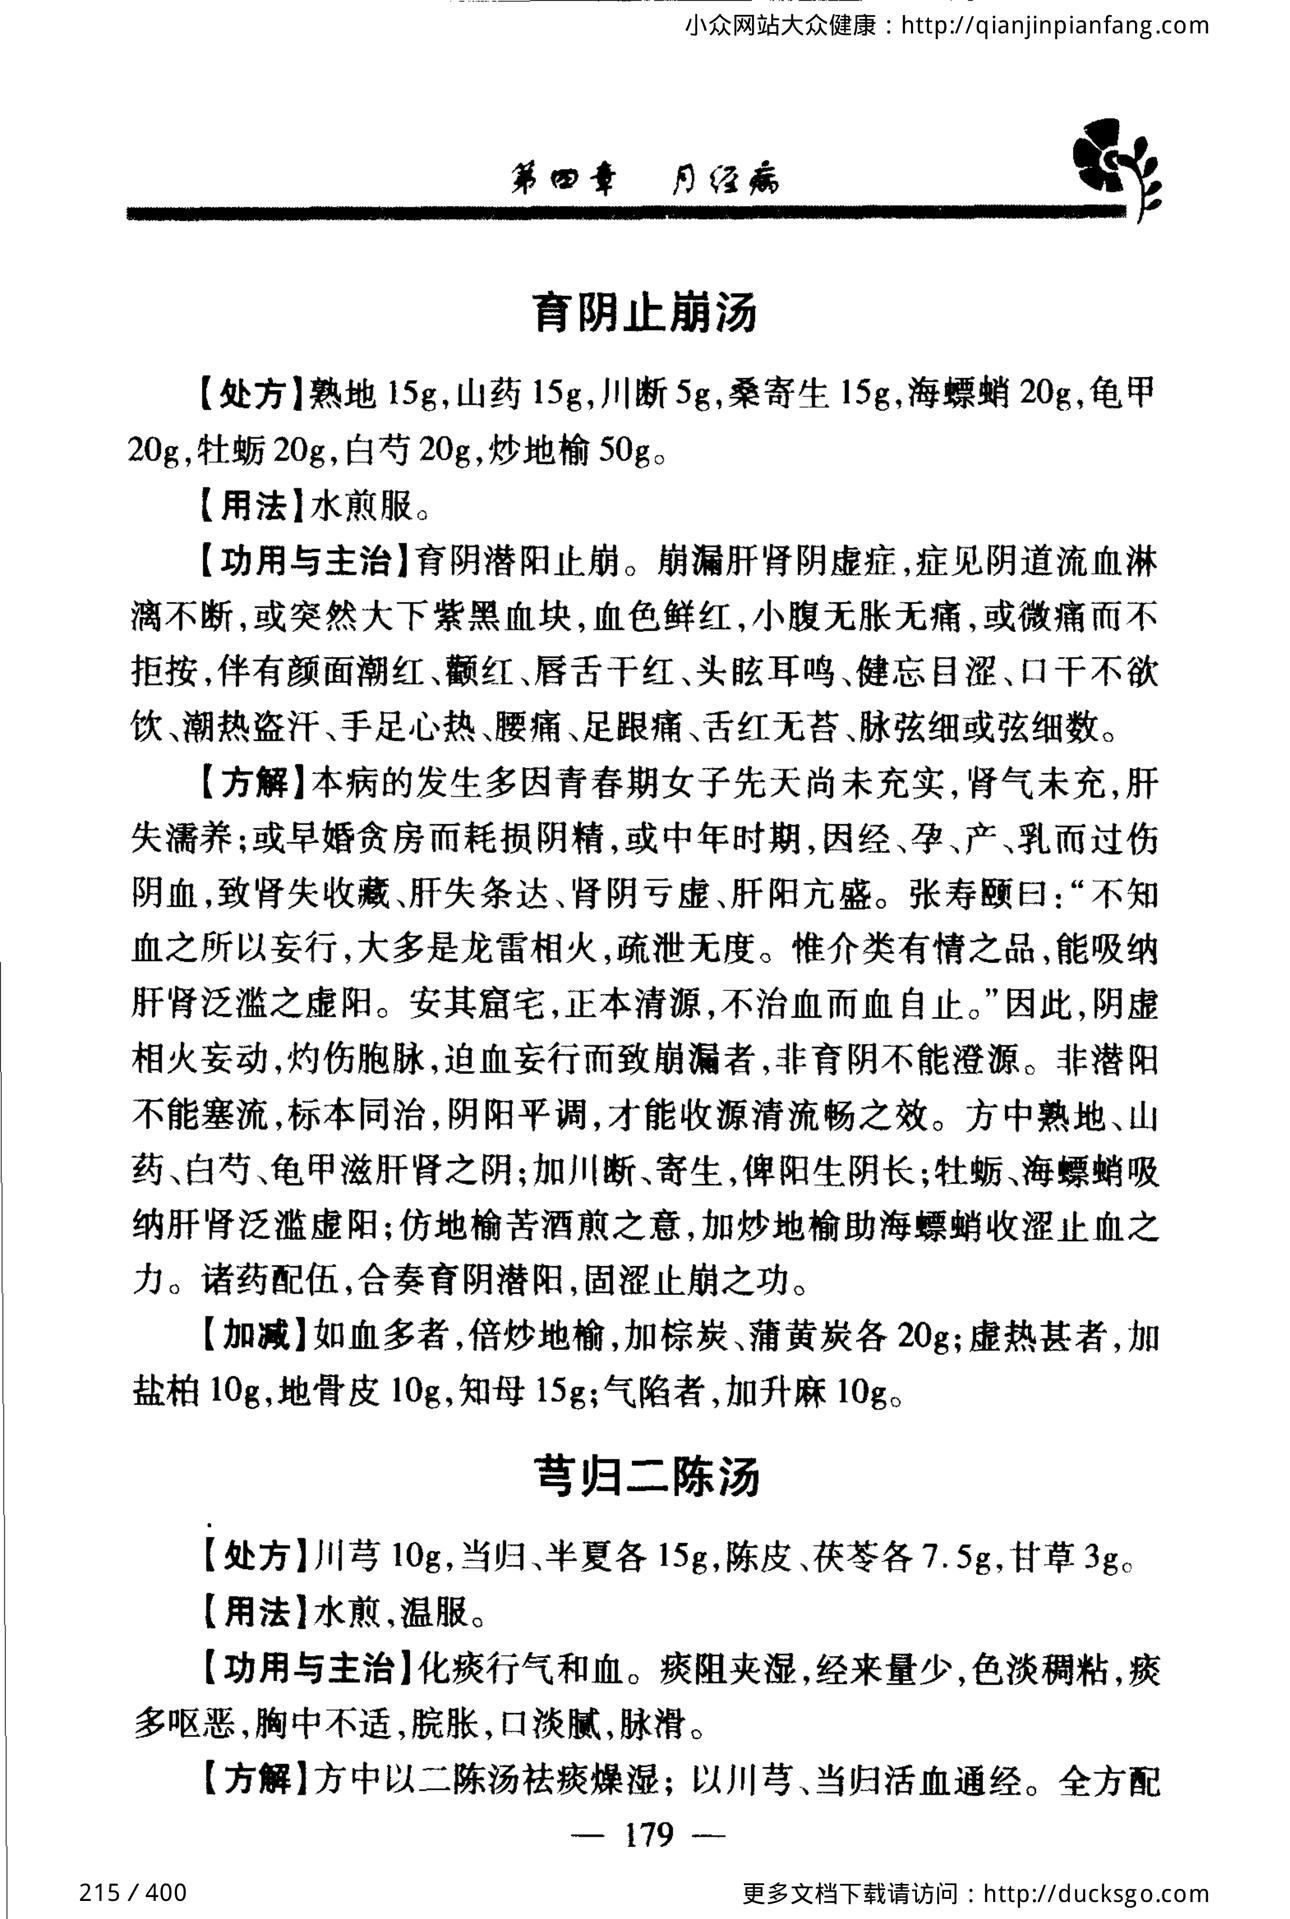 小众网站大众健康：http://qianjinpianfang.com
第四章 月经病
育阴止崩汤
【处方】熟地 15g,山药 15g,川断 5g,桑寄生 15g,海螵蛸 20g,龟甲
20g,牡蛎 20g,白芍 20g,炒地榆 50g。
【用法】水煎服。
【功用与主治】育阴潜阳止崩。崩漏肝肾阴虚症,症见阴道流血淋
漓不断,或突然大下紫黑血块,血色鲜红,小腹无胀无痛,或微痛而不
拒按,伴有颜面潮红、颧红、唇舌干红、头眩耳鸣、健忘目涩、口干不欲
饮、潮热盗汗、手足心热、腰痛、足跟痛、舌红无苔、脉弦细或弦细数。
【方解】本病的发生多因青春期女子先天尚未充实,肾气未充,肝
失濡养;或早婚贪房而耗损阴精,或中年时期,因经、孕、产、乳而过伤
阴血,致肾失收藏、肝失条达、肾阴亏虚、肝阳亢盛。张寿颐曰:“不知
血之所以妄行,大多是龙雷相火,疏泄无度。惟介类有情之品,能吸纳
肝肾泛滥之虚阳。安其窟宅,正本清源,不治血而血自止。”因此,阴虚
相火妄动,灼伤胞脉,迫血妄行而致崩漏者,非育阴不能澄源。非潜阳
不能塞流,标本同治,阴阳平调,才能收源清流畅之效。方中熟地、山
药、白芍、龟甲滋肝肾之阴;加川断、寄生,俾阳生阴长;牡蛎、海螵蛸吸
纳肝肾泛滥虚阳;仿地榆苦酒煎之意,加炒地榆助海螵蛸收涩止血之
力。诸药配伍,合奏育阴潜阳,固涩止崩之功。
【加减】如血多者,倍炒地榆,加棕炭、蒲黄炭各 20g;虚热甚者,加
盐柏 10g,地骨皮 10g,知母 15g;气陷者,加升麻 10g。
芎归二陈汤
【处方】川芎 10g,当归、半夏各 15g,陈皮、茯苓各 7.5g,甘草 3g。
【用法】水煎,温服。
【功用与主治】化痰行气和血。痰阻夹湿,经来量少,色淡稠粘,痰
多呕恶,胸中不适,脘胀,口淡腻,脉滑。
【方解】方中以二陈汤祛痰燥湿；以川芎、当归活血通经。全方配
— 179 —
215 / 400
更多文档下载请访问：http://ducksgo.com